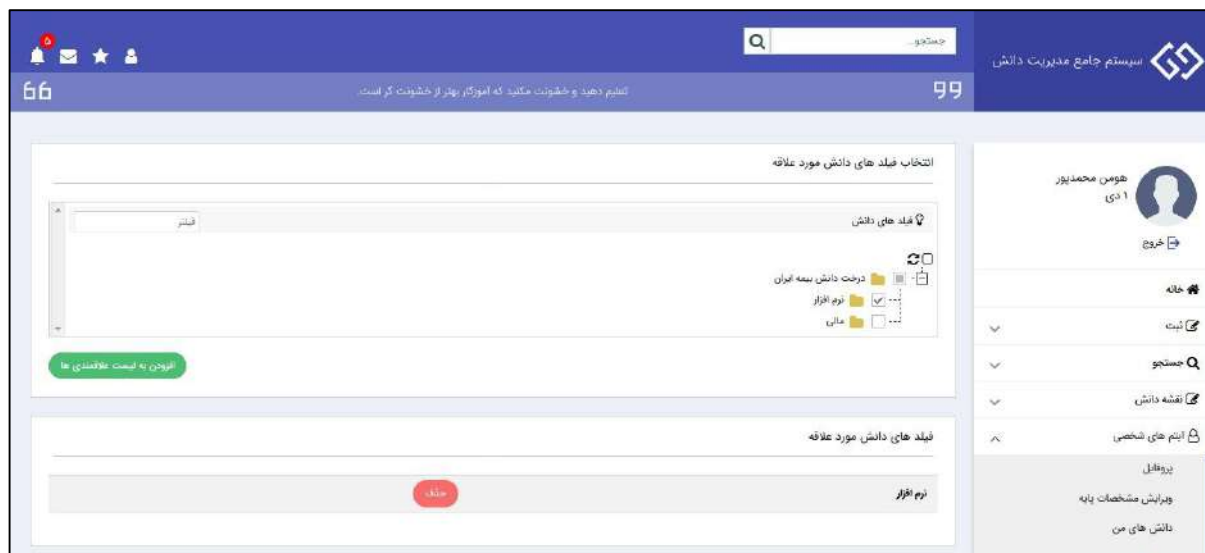 سیستم جامع مدیریت دانش
جستجو...
۵
تعلیم دهید و خشونت مکنید که آموزگار بهتر از خشونت گر است.
هومن محمدپور
۱ دی
خروج
خانه
ثبت
جستجو
نقشه دانش
آیتم های شخصی
پروفایل
ویرایش مشخصات پایه
دانش های من
انتخاب فیلد های دانش مورد علاقه
فیلد های دانش
فیلتر
درخت دانش بیمه ایران
نرم افزار
مالی
افزودن به لیست علاقمندی ها
فیلد های دانش مورد علاقه
نرم افزار
حذف